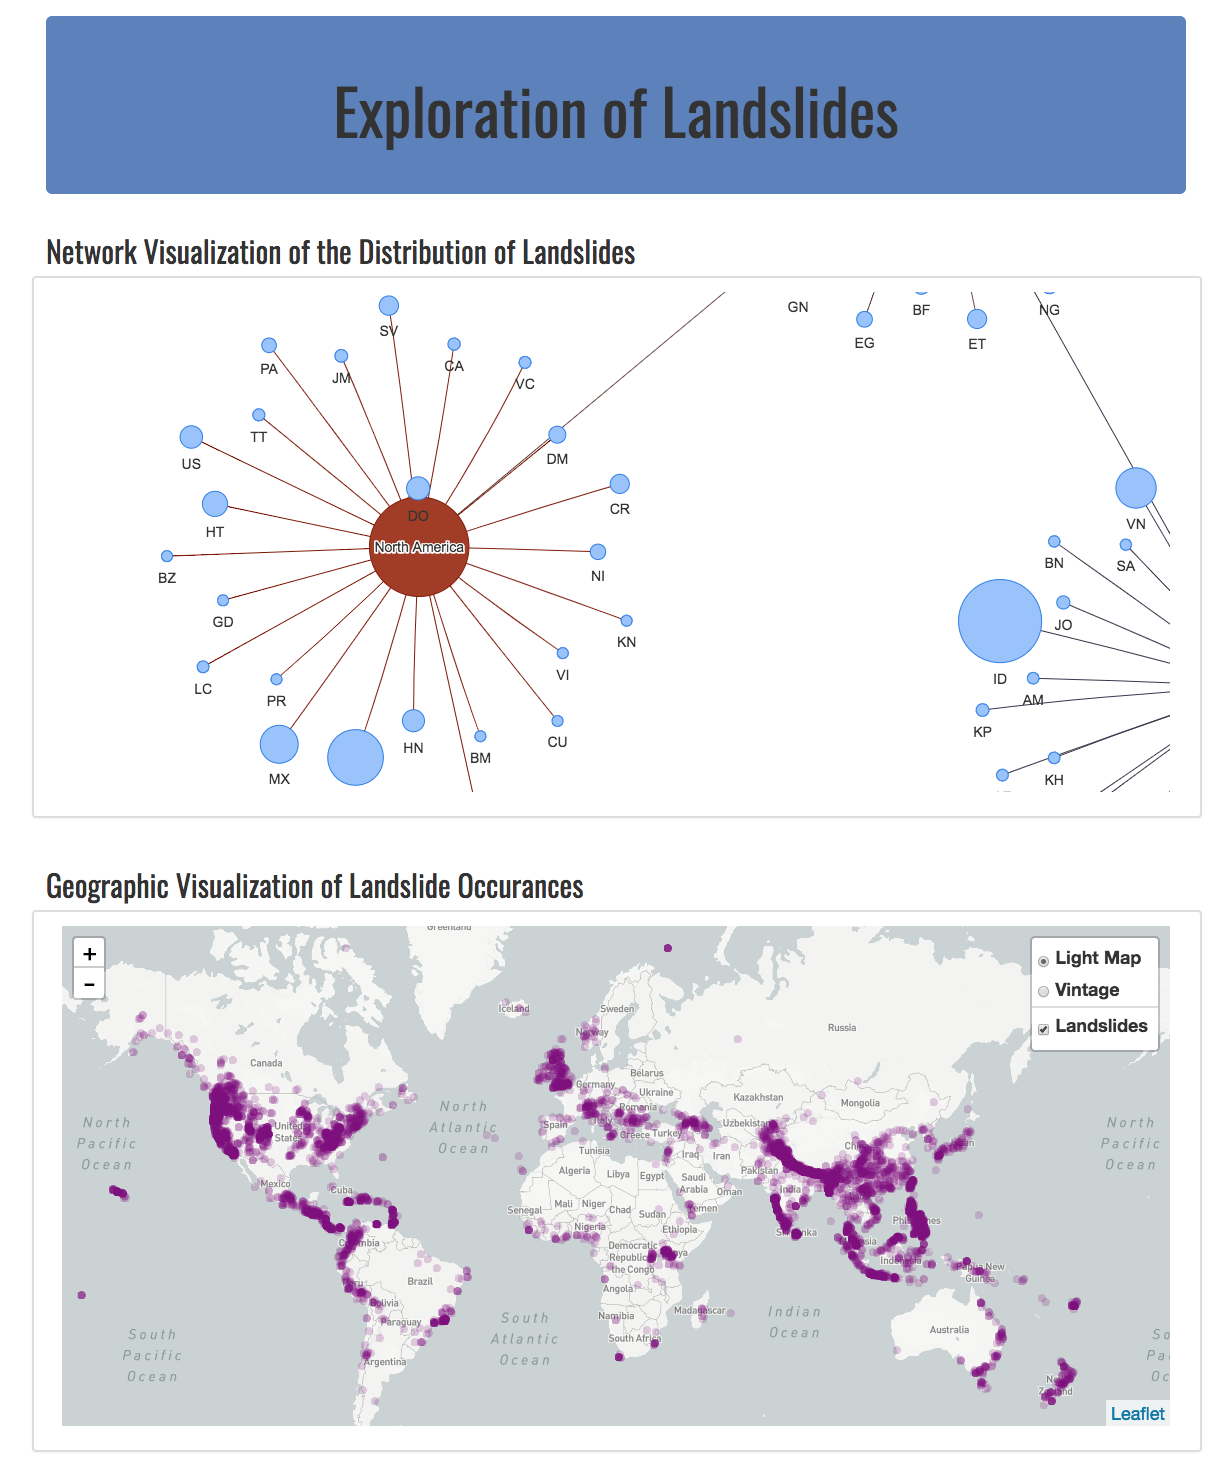 Exploration of Landslides
Network Visualization of the Distribution of Landslides
SV
PA
JM
CA
VC
TT
US
DM
HT
DO
CR
North America
BZ
NI
GD
KN
LC
PR
VI
MX
HN
BM
CU
GN
EG
BF
ET
NG
VN
BN
SA
JO
ID
AM
KP
KH
Geographic Visualization of Landslide Occurances
+
-
Light Map
Vintage
Landslides
Greenland
Iceland
Sweden
Norway
Russia
Canada
Belarus
Germany
Ukraine
Kazakhstan
Mongolia
Romania
North
Pacific
Ocean
North
Atlantic
Ocean
United
States
Spain
Greece
Turkey
Uzbekistan
North
Pacific
Ocean
Tunisia
Iraq
Iran
Algeria
Libya
Egypt
Saudi
Arabia
Pakistan
Oman
India
Mexico
Cuba
Mali
Niger
Chad
Sudan
Yemen
Senegal
Nigeria
Ethiopia
Democratic
Republic
the Congo
Brazil
Angola
Bolivia
Paraguay
Namibia
Madagascar
South Africa
Argentina
Papua New
Guinea
Australia
South
Pacific
Ocean
South
Atlantic
Ocean
Indian
Ocean
So
Pa
Oc
Leaflet